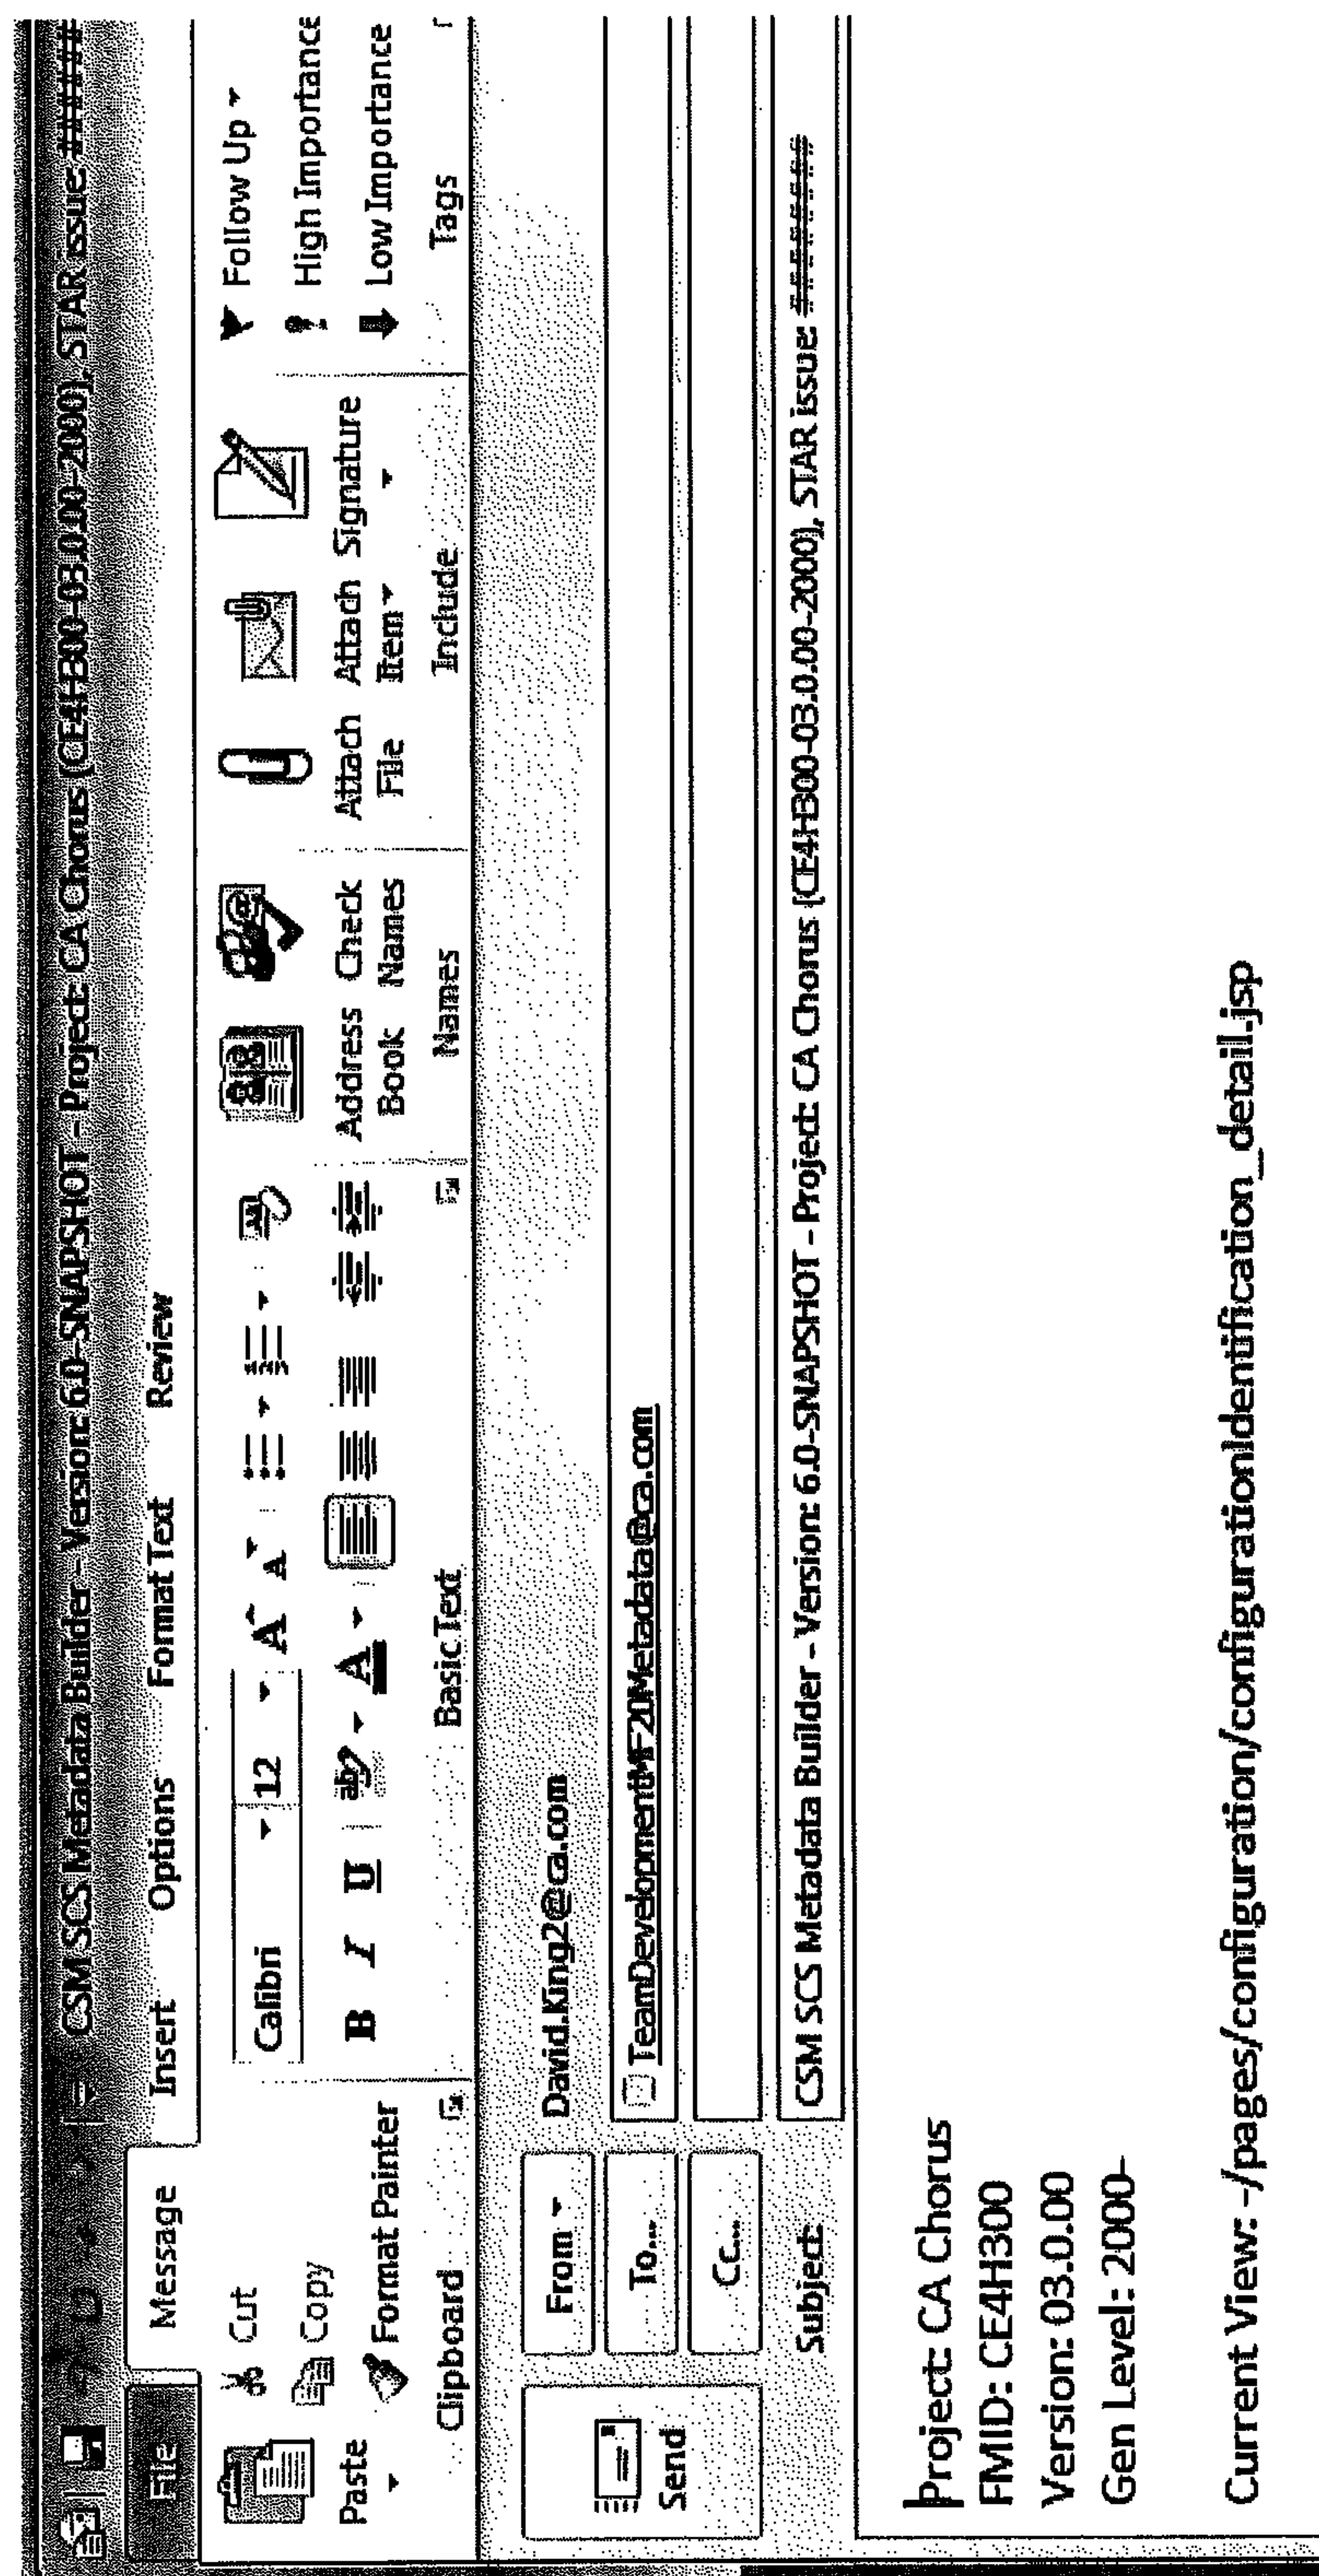 CSM SCS Metadata Builder - Version: 6.0-SNAPSHOT - Project: CA Chorus (CE4H300-03.0.00-2000), STAR issue: #####
File Message Insert Options Format Text Review
Paste
Cut
Copy
Format Painter
Clipboard
Calibri 12
B I U
Basic Text
Address Book
Check Names
Names
Attach File
Attach Item
Signature
Include
Follow Up
High Importance
Low Importance
Tags
Send
From David.King2@ca.com
To... TeamDevelopmentMF20Metadata@ca.com
Cc...
Subject: CSM SCS Metadata Builder - Version: 6.0-SNAPSHOT - Project: CA Chorus (CE4H300-03.0.00-2000), STAR issue: #######
Project: CA Chorus
FMID: CE4H300
Version: 03.0.00
Gen Level: 2000-
Current View: -/pages/configuration/configurationIdentification_detail.jsp